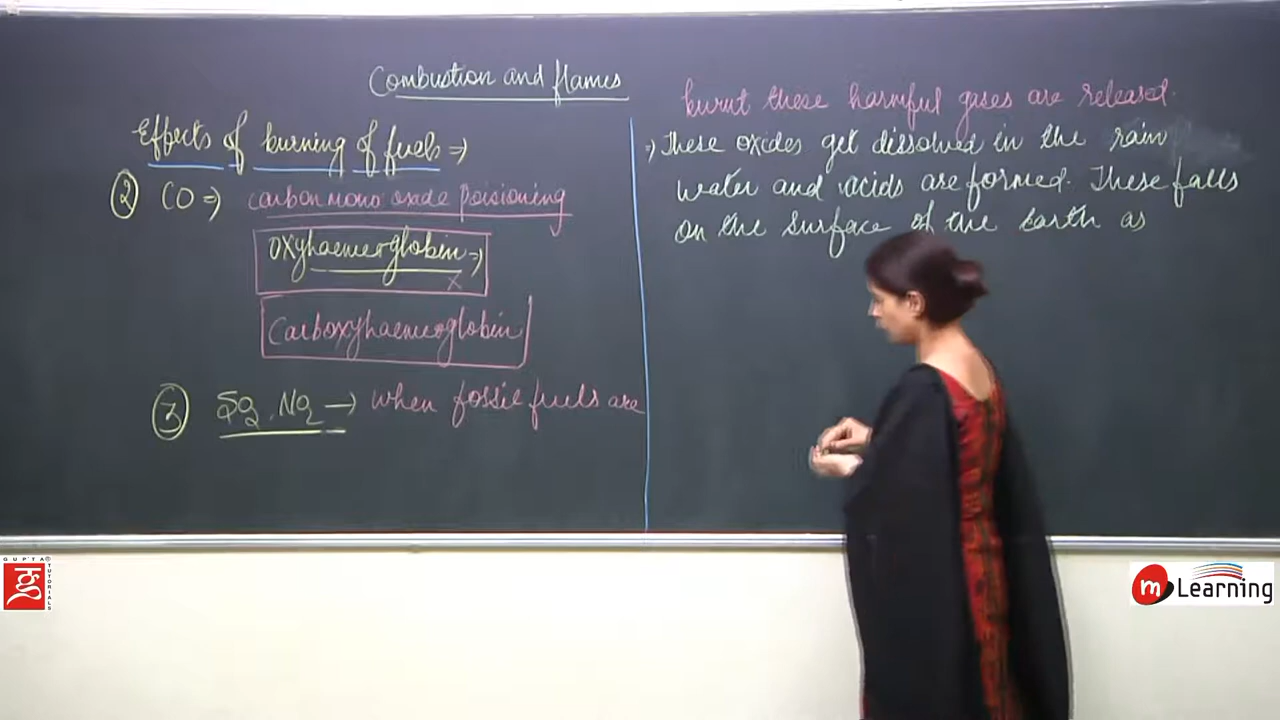 Combustion and flames
Effects of burning of fuels ⇒
② CO ⇒ carbon mono oxide poisioning
oxyhaemoglobin ⇒
x
Carboxyhaemoglobin
③ SO₂, NO₂ → when fossil fuels are
burnt these harmful gases are released.
⇒ These oxides get dissolved in the rain
water and acids are formed. These falls
on the surface of the Earth as
GUPTA®
TUTORIALS
m Learning